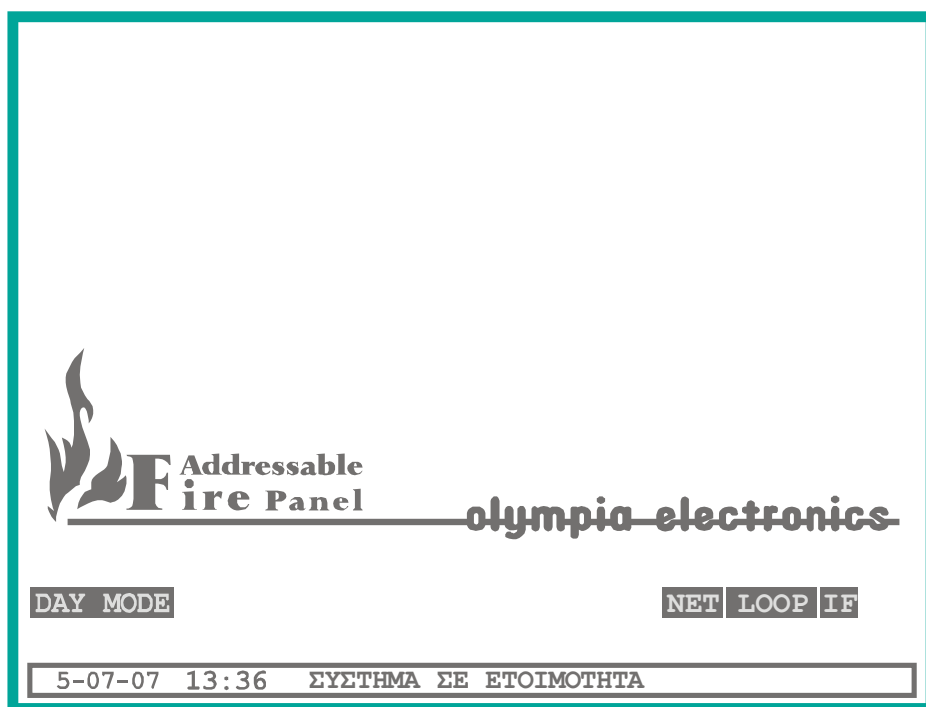 Addressable
Fire Panel
olympia electronics
DAY MODE NET LOOP IF
5-07-07 13:36 ΣΥΣΤΗΜΑ ΣΕ ΕΤΟΙΜΟΤΗΤΑ